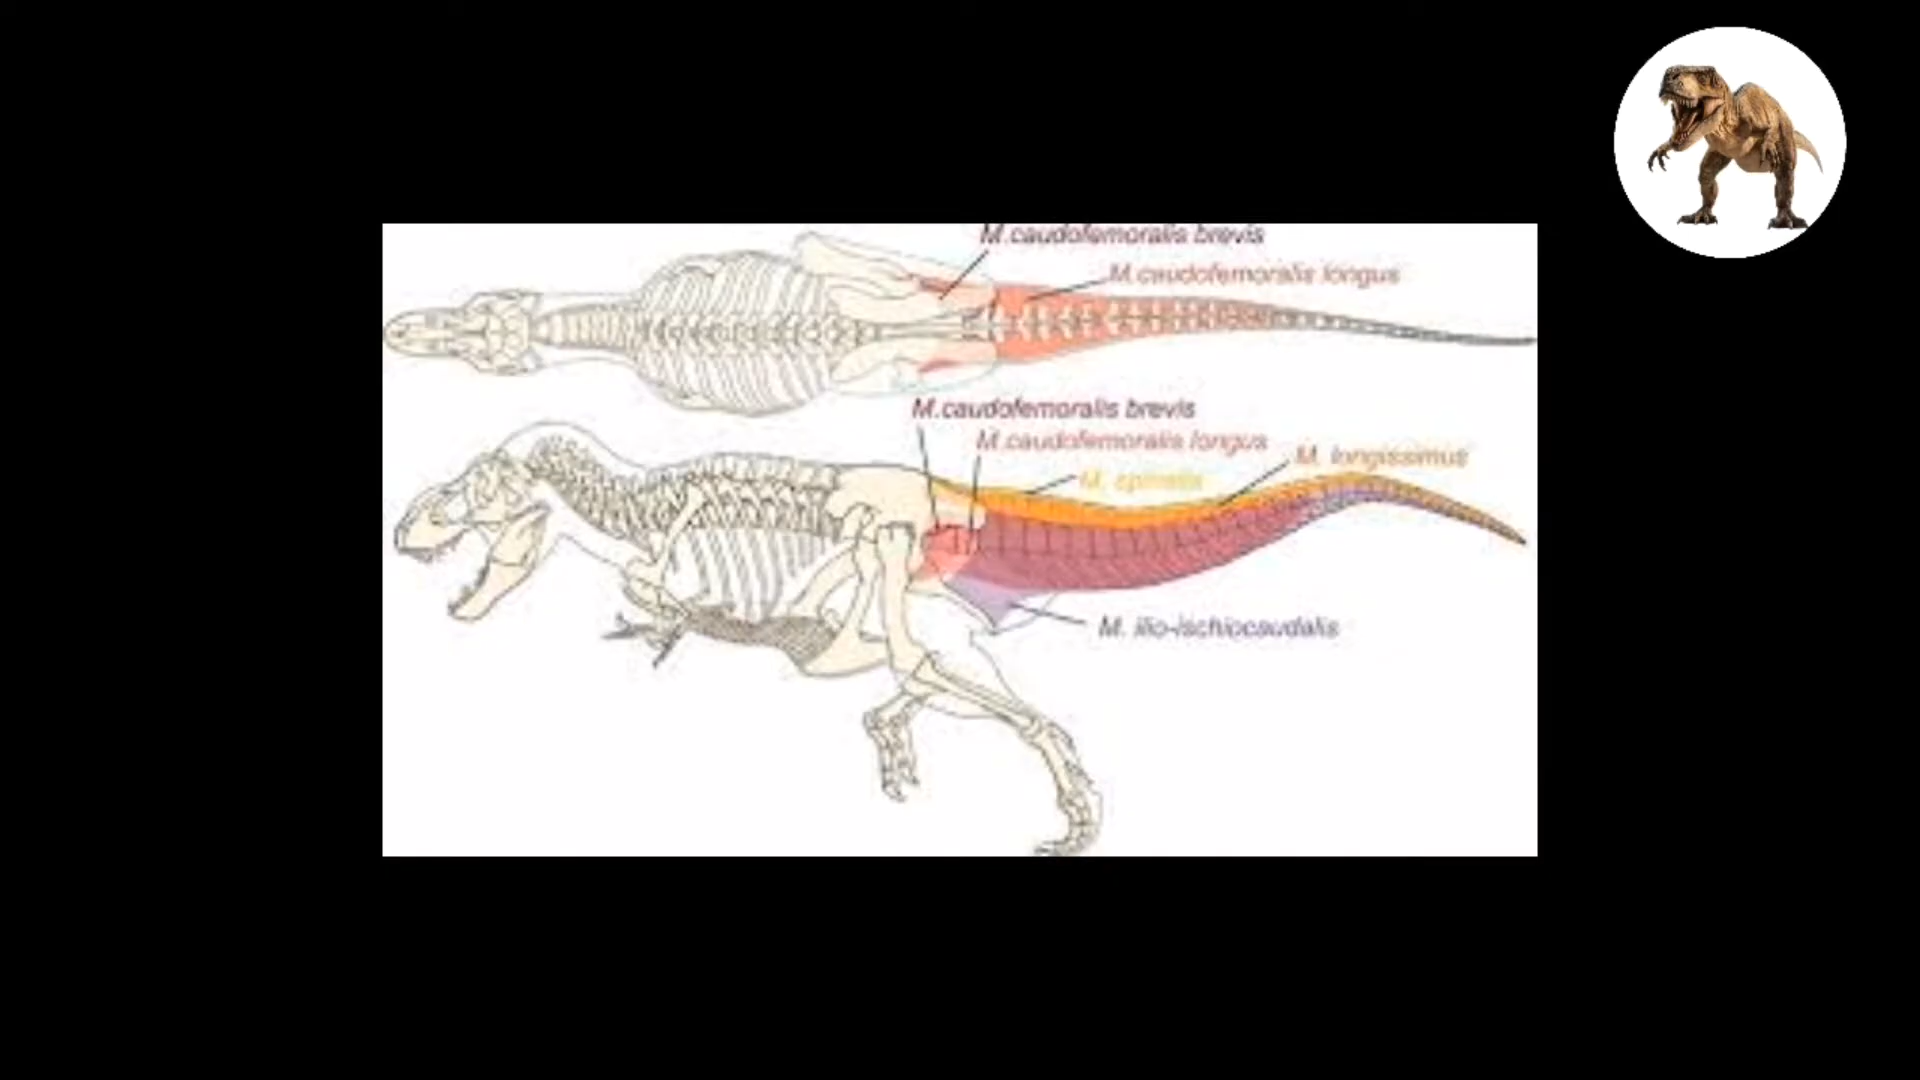 M.caudofemoralis brevis
M.caudofemoralis longus
M.caudofemoralis brevis
M.caudofemoralis longus
M. longissimus
M. spinalis
M. ilio-ischiocaudalis